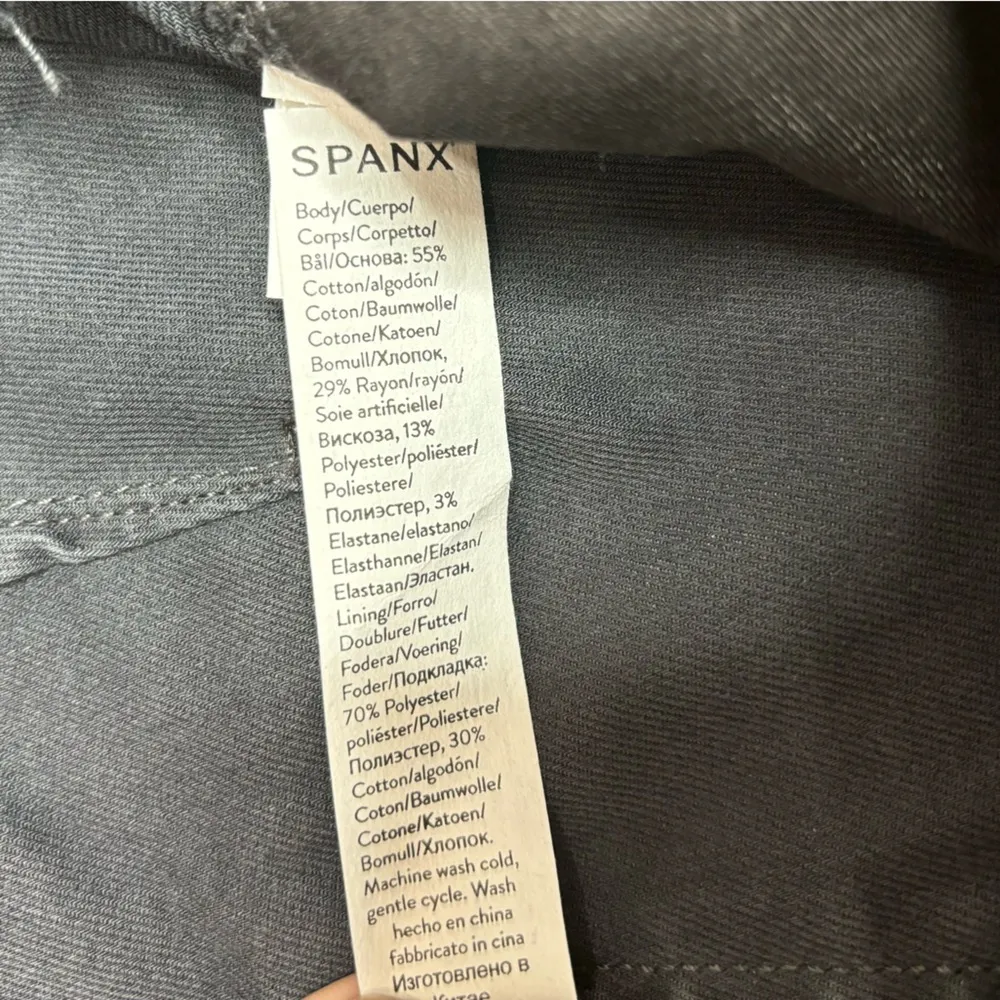 SPANX
Body/Cuerpo/
Corps/Corpetto/
Bål/Основа: 55%
Cotton/algodón/
Coton/Baumwolle/
Cotone/Katoen/
Bomull/Хлопок,
29% Rayon/rayón/
Soie artificielle/
Вискоза, 13%
Polyester/poliéster/
Poliestere/
Полиэстер, 3%
Elastane/elastano/
Elasthanne/Elastan/
Elastaan/Эластан.
Lining/Forro/
Doublure/Futter/
Fodera/Voering/
Foder/Подкладка:
70% Polyester/
poliéster/Poliestere/
Полиэстер, 30%
Cotton/algodón/
Coton/Baumwolle/
Cotone/Katoen/
Bomull/Хлопок.
Machine wash cold,
gentle cycle. Wash
hecho en china
fabbricato in cina
Изготовлено в